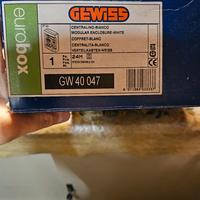 eurobox
GEWISS
CENTRALINO-BIANCO
MODULAR ENCLOSURE-WHITE
COFFRET-BLANC
CENTRALITA-BLANCO
VERTEILERKASTEN-WEISS
1
24M
GW 40 047